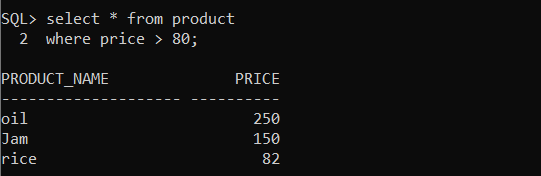 SQL> select * from product
  2  where price > 80;

PRODUCT_NAME              PRICE
-------------------- ----------
oil                         250
Jam                         150
rice                         82